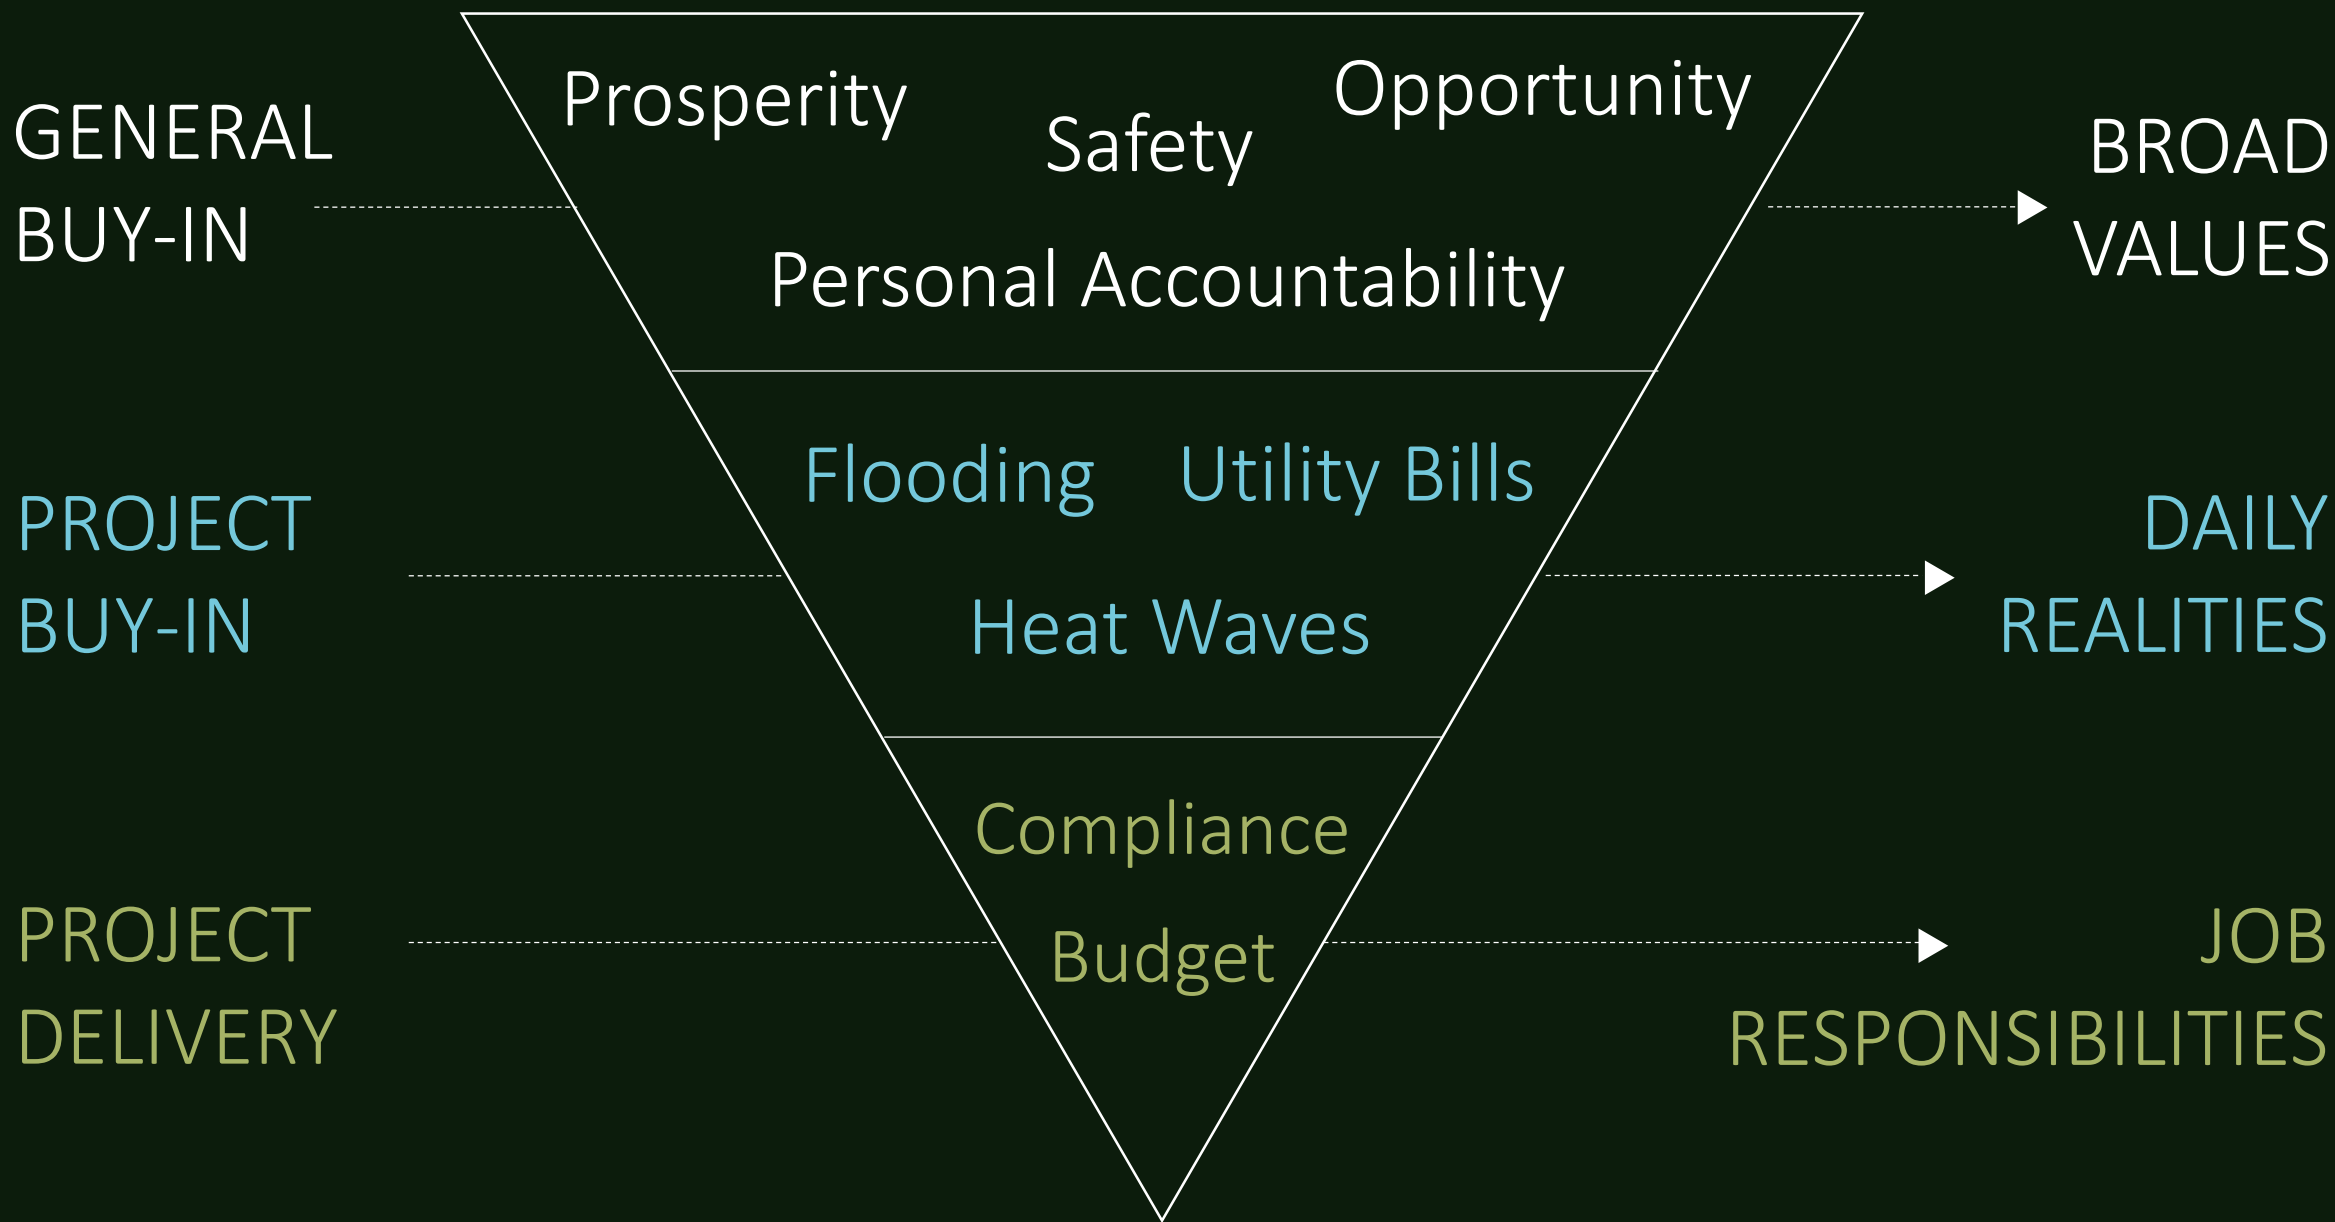 GENERAL
BUY-IN
Prosperity
Safety
Opportunity
Personal Accountability
BROAD
VALUES
PROJECT
BUY-IN
Flooding
Utility Bills
Heat Waves
DAILY
REALITIES
PROJECT
DELIVERY
Compliance
Budget
JOB
RESPONSIBILITIES